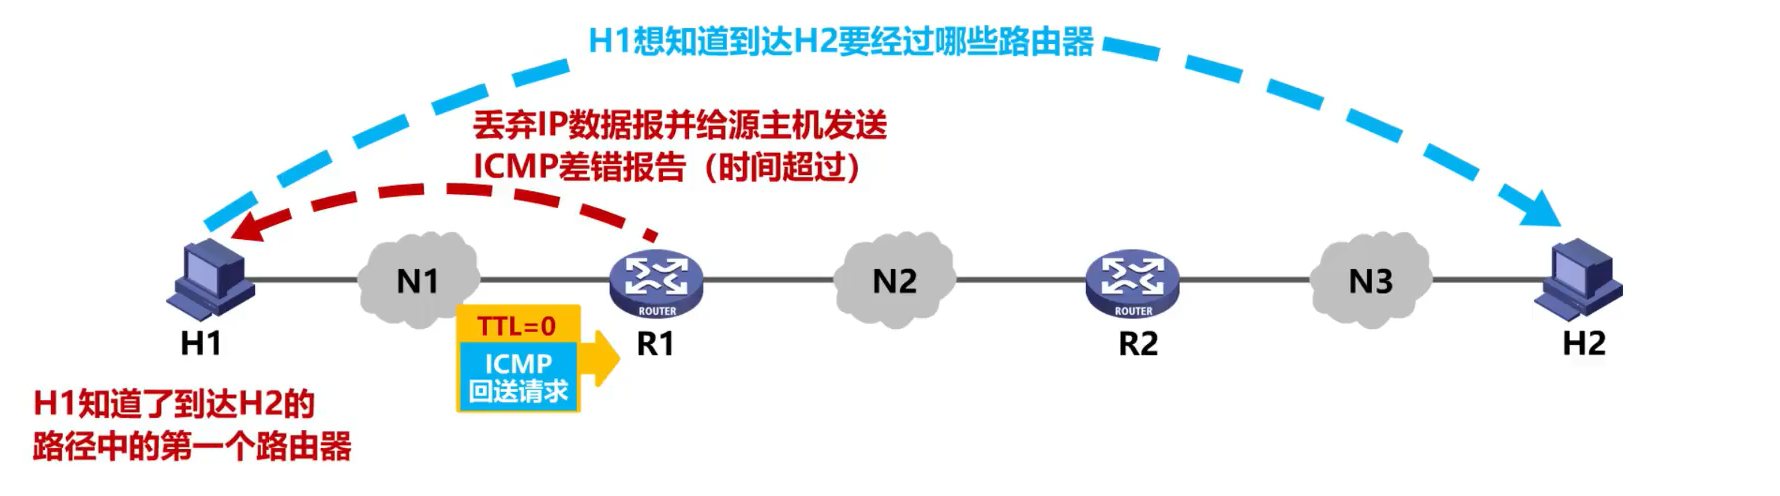 H1想知道到达H2要经过哪些路由器
丢弃IP数据报并给源主机发送
ICMP差错报告（时间超过）
N1
N2
N3
ROUTER
ROUTER
H1
R1
R2
H2
TTL=0
ICMP
回送请求
H1知道了到达H2的
路径中的第一个路由器